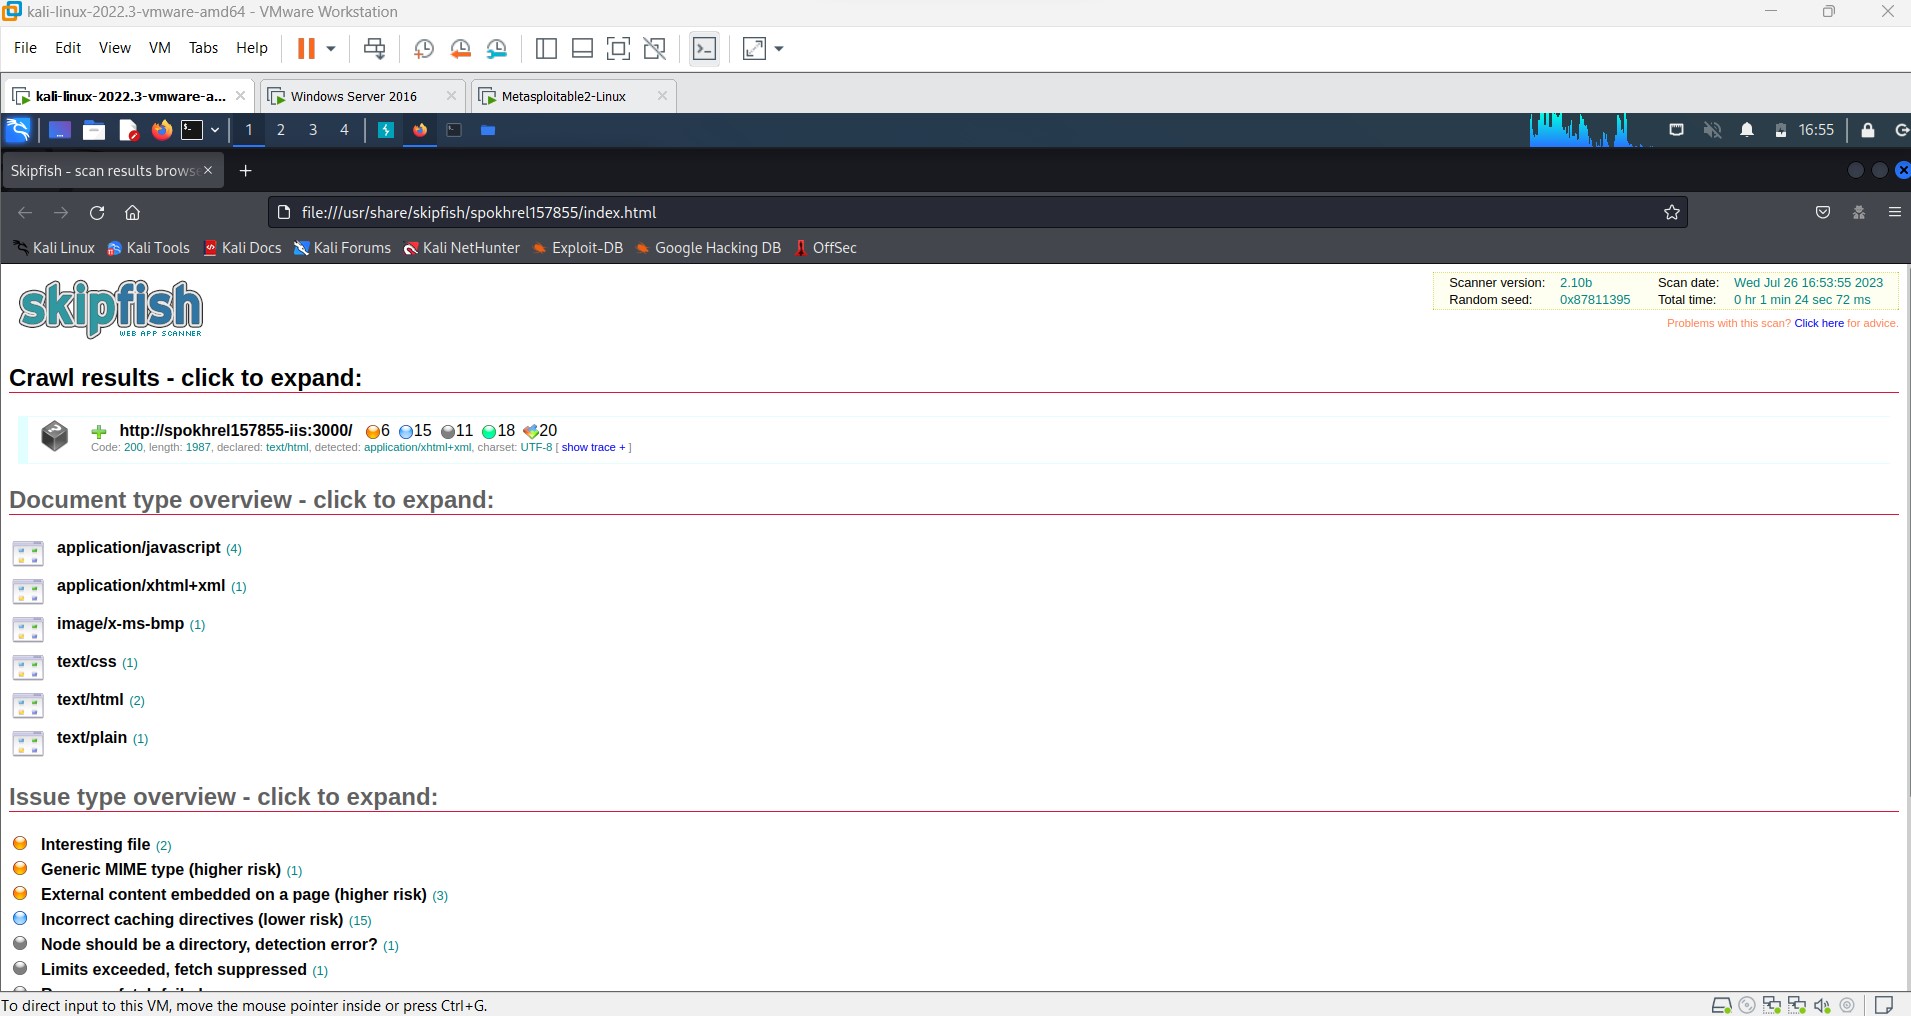 kali-linux-2022.3-vmware-amd64 - VMware Workstation
File Edit View VM Tabs Help
kali-linux-2022.3-vmware-a... Windows Server 2016 Metasploitable2-Linux
1 2 3 4 16:55
Skipfish - scan results brows
file:///usr/share/skipfish/spokhrel157855/index.html
Kali Linux Kali Tools Kali Docs Kali Forums Kali NetHunter Exploit-DB Google Hacking DB OffSec
skipfish
WEB APP SCANNER
Scanner version: 2.10b Scan date: Wed Jul 26 16:53:55 2023
Random seed: 0x87811395 Total time: 0 hr 1 min 24 sec 72 ms
Problems with this scan? Click here for advice.
Crawl results - click to expand:
http://spokhrel157855-iis:3000/ 6 15 11 18 20
Code: 200, length: 1987, declared: text/html, detected: application/xhtml+xml, charset: UTF-8 [ show trace + ]
Document type overview - click to expand:
application/javascript (4)
application/xhtml+xml (1)
image/x-ms-bmp (1)
text/css (1)
text/html (2)
text/plain (1)
Issue type overview - click to expand:
Interesting file (2)
Generic MIME type (higher risk) (1)
External content embedded on a page (higher risk) (3)
Incorrect caching directives (lower risk) (15)
Node should be a directory, detection error? (1)
Limits exceeded, fetch suppressed (1)
To direct input to this VM, move the mouse pointer inside or press Ctrl+G.